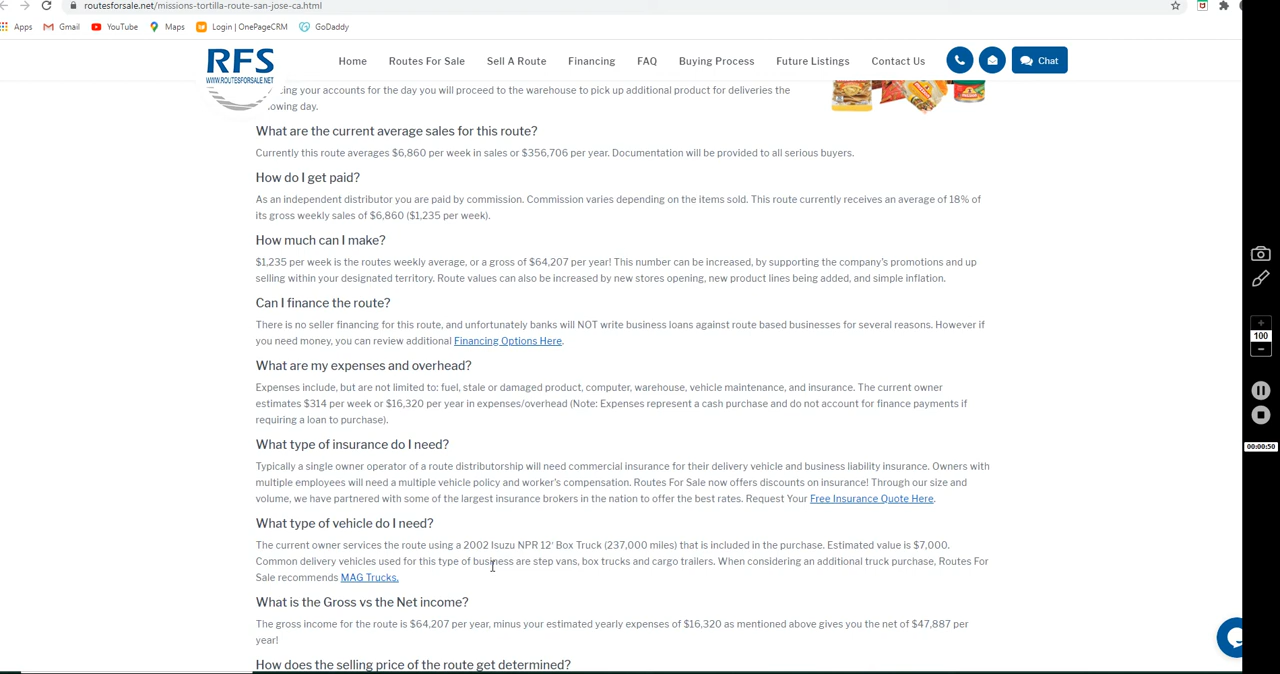 routesforsale.net/missions-tortilla-route-san-jose-ca.html
Apps Gmail YouTube Maps Login | OnePageCRM GoDaddy
RFS
WWW.ROUTESFORSALE.NET
Home Routes For Sale Sell A Route Financing FAQ Buying Process Future Listings Contact Us Chat
your accounts for the day you will proceed to the warehouse to pick up additional product for deliveries the
day.
What are the current average sales for this route?
Currently this route averages $6,860 per week in sales or $356,706 per year. Documentation will be provided to all serious buyers.
How do I get paid?
As an independent distributor you are paid by commission. Commission varies depending on the items sold. This route currently receives an average of 18% of
its gross weekly sales of $6,860 ($1,235 per week).
How much can I make?
$1,235 per week is the routes weekly average, or a gross of $64,207 per year! This number can be increased, by supporting the company's promotions and up
selling within your designated territory. Route values can also be increased by new stores opening, new product lines being added, and simple inflation.
Can I finance the route?
There is no seller financing for this route, and unfortunately banks will NOT write business loans against route based businesses for several reasons. However if
you need money, you can review additional Financing Options Here.
What are my expenses and overhead?
Expenses include, but are not limited to: fuel, stale or damaged product, computer, warehouse, vehicle maintenance, and insurance. The current owner
estimates $314 per week or $16,320 per year in expenses/overhead (Note: Expenses represent a cash purchase and do not account for finance payments if
requiring a loan to purchase).
What type of insurance do I need?
Typically a single owner operator of a route distributorship will need commercial insurance for their delivery vehicle and business liability insurance. Owners with
multiple employees will need a multiple vehicle policy and worker's compensation. Routes For Sale now offers discounts on insurance! Through our size and
volume, we have partnered with some of the largest insurance brokers in the nation to offer the best rates. Request Your Free Insurance Quote Here.
What type of vehicle do I need?
The current owner services the route using a 2002 Isuzu NPR 12' Box Truck (237,000 miles) that is included in the purchase. Estimated value is $7,000.
Common delivery vehicles used for this type of business are step vans, box trucks and cargo trailers. When considering an additional truck purchase, Routes For
Sale recommends MAG Trucks.
What is the Gross vs the Net income?
The gross income for the route is $64,207 per year, minus your estimated yearly expenses of $16,320 as mentioned above gives you the net of $47,887 per
year!
How does the selling price of the route get determined?
100
00:00:50